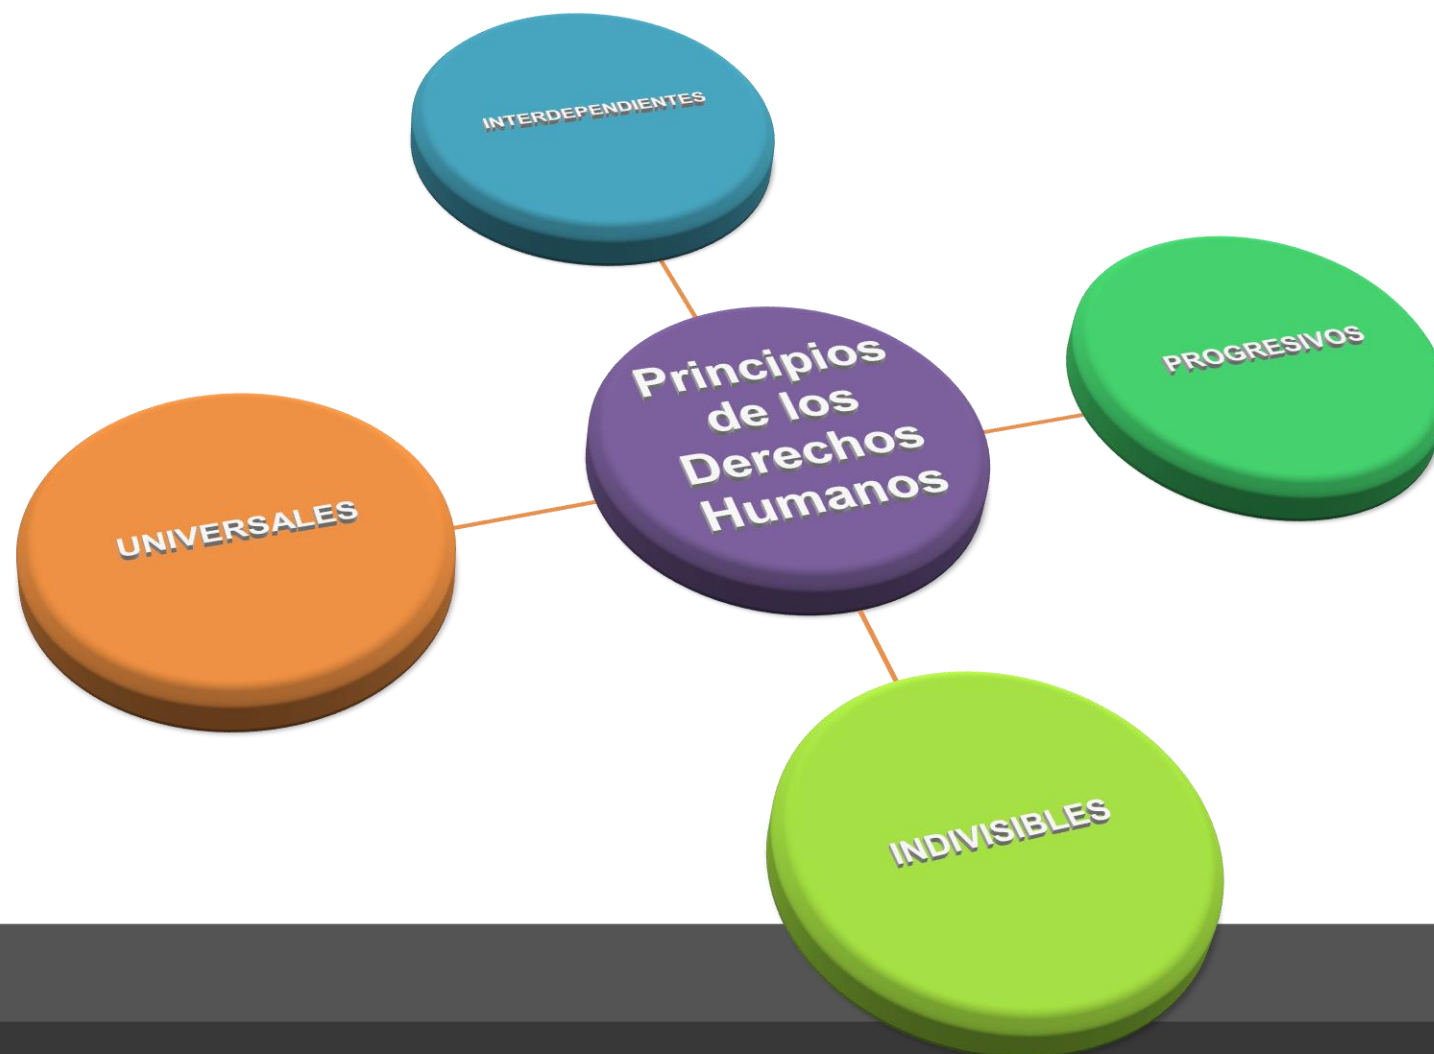 INTERDEPENDIENTES
PROGRESIVOS
Principios
de los
Derechos
Humanos
UNIVERSALES
INDIVISIBLES